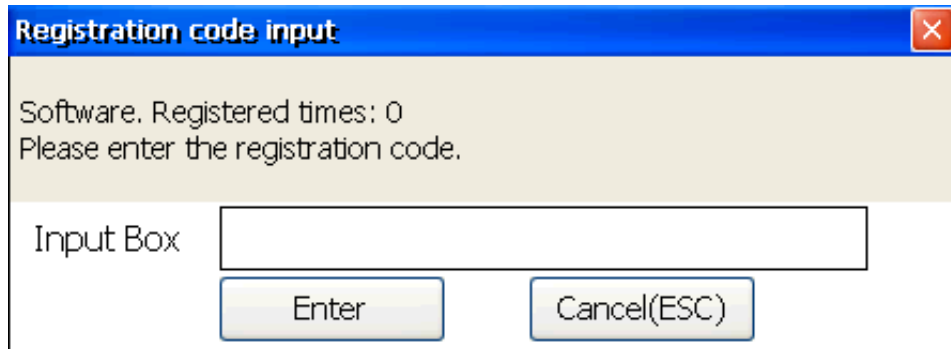 Registration code input
Software. Registered times: 0
Please enter the registration code.
Input Box
Enter Cancel(ESC)